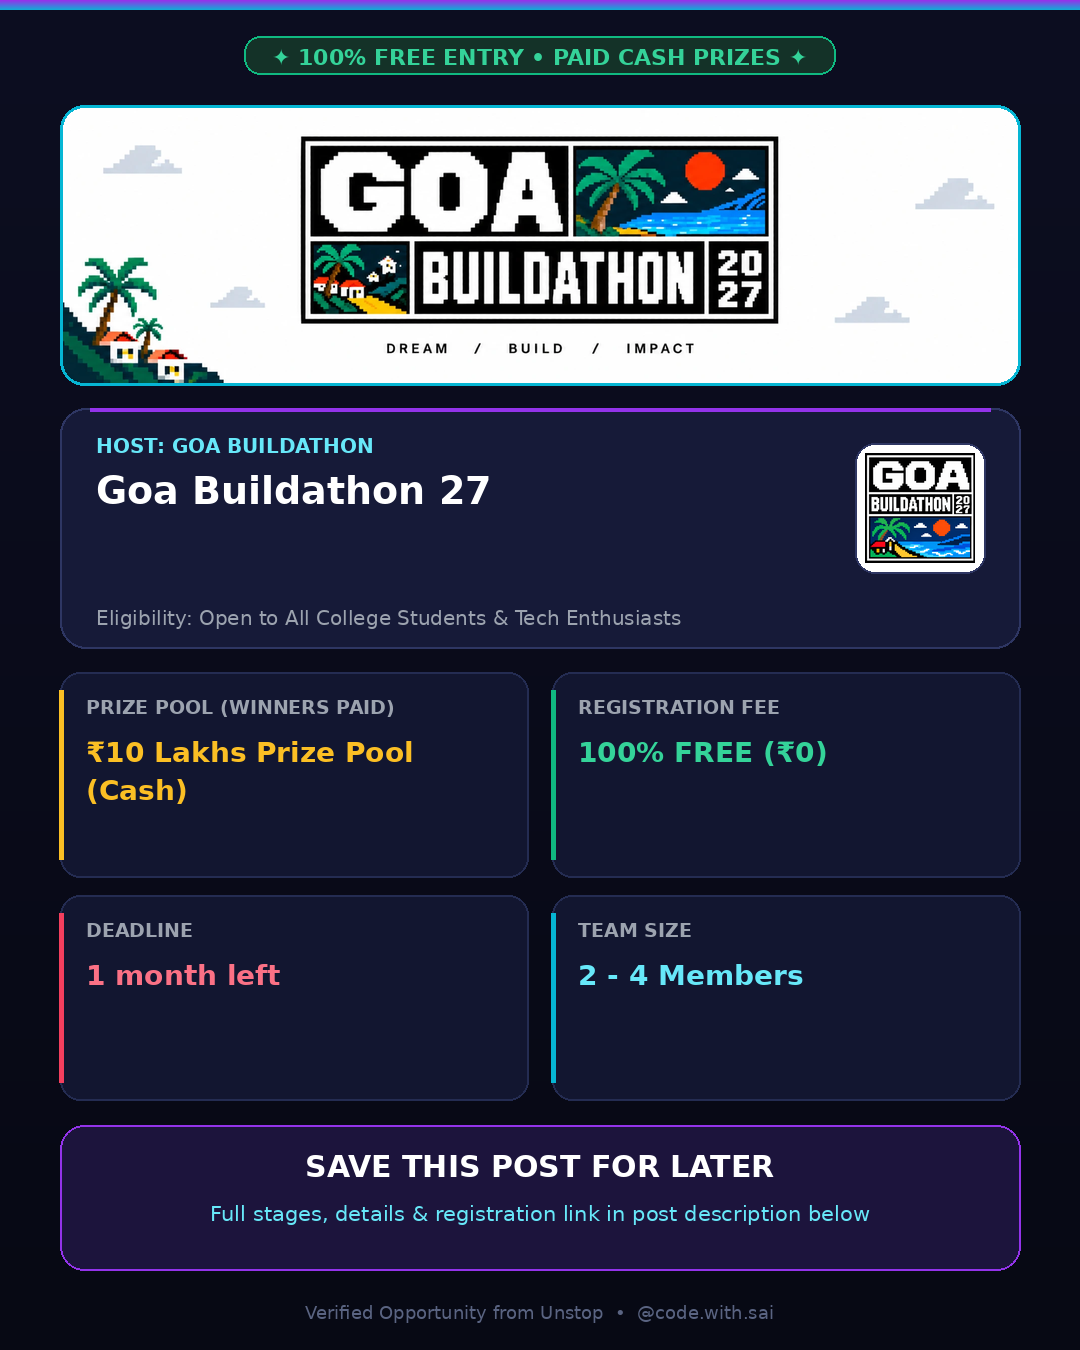 ✦ 100% FREE ENTRY • PAID CASH PRIZES ✦
GOA
BUILDATHON
20
27
DREAM / BUILD / IMPACT
HOST: GOA BUILDATHON
Goa Buildathon 27
GOA
BUILDATHON
20
27
Eligibility: Open to All College Students & Tech Enthusiasts
PRIZE POOL (WINNERS PAID)
₹10 Lakhs Prize Pool
(Cash)
REGISTRATION FEE
100% FREE (₹0)
DEADLINE
1 month left
TEAM SIZE
2 - 4 Members
SAVE THIS POST FOR LATER
Full stages, details & registration link in post description below
Verified Opportunity from Unstop • @code.with.sai